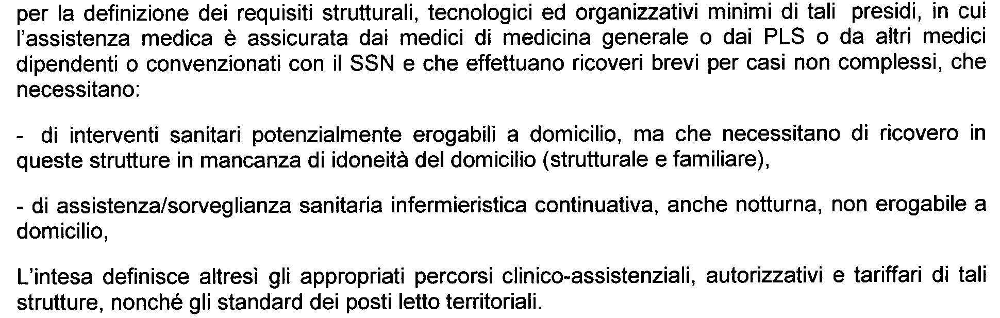 per la definizione dei requisiti strutturali, tecnologici ed organizzativi minimi di tali presidi, in cui
l'assistenza medica è assicurata dai medici di medicina generale o dai PLS o da altri medici
dipendenti o convenzionati con il SSN e che effettuano ricoveri brevi per casi non complessi, che
necessitano:
- di interventi sanitari potenzialmente erogabili a domicilio, ma che necessitano di ricovero in
queste strutture in mancanza di idoneità del domicilio (strutturale e familiare),
- di assistenza/sorveglianza sanitaria infermieristica continuativa, anche notturna, non erogabile a
domicilio,
L'intesa definisce altresì gli appropriati percorsi clinico-assistenziali, autorizzativi e tariffari di tali
strutture, nonché gli standard dei posti letto territoriali.